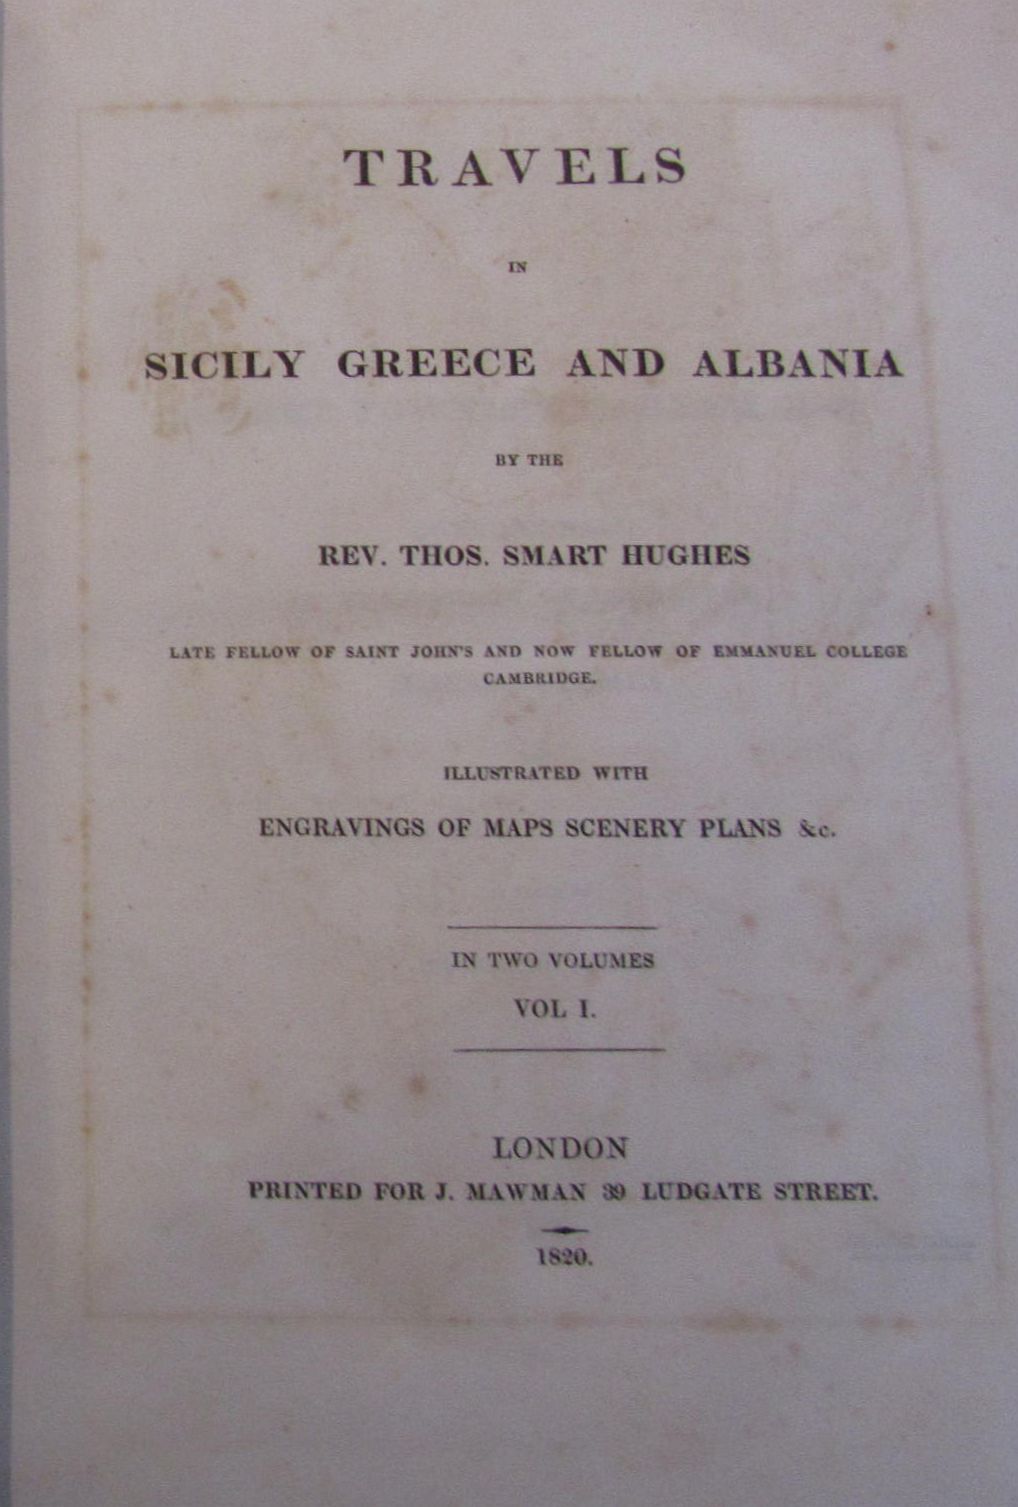 TRAVELS
IN
SICILY GREECE AND ALBANIA
BY THE
REV. THOS. SMART HUGHES
LATE FELLOW OF SAINT JOHN'S AND NOW FELLOW OF EMMANUEL COLLEGE
CAMBRIDGE.
ILLUSTRATED WITH
ENGRAVINGS OF MAPS SCENERY PLANS &c.
IN TWO VOLUMES
VOL I.
LONDON
PRINTED FOR J. MAWMAN 39 LUDGATE STREET.
1820.